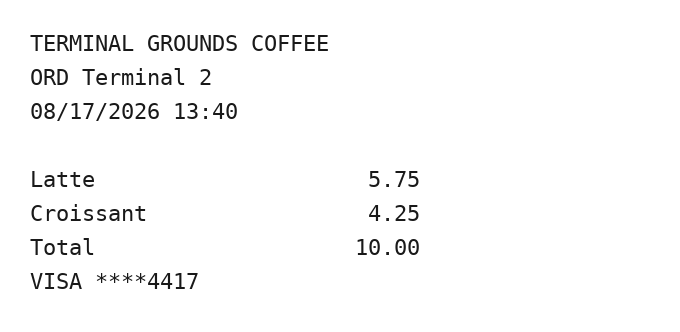 TERMINAL GROUNDS COFFEE
ORD Terminal 2
08/17/2026 13:40
Latte 5.75
Croissant 4.25
Total 10.00
VISA ****4417